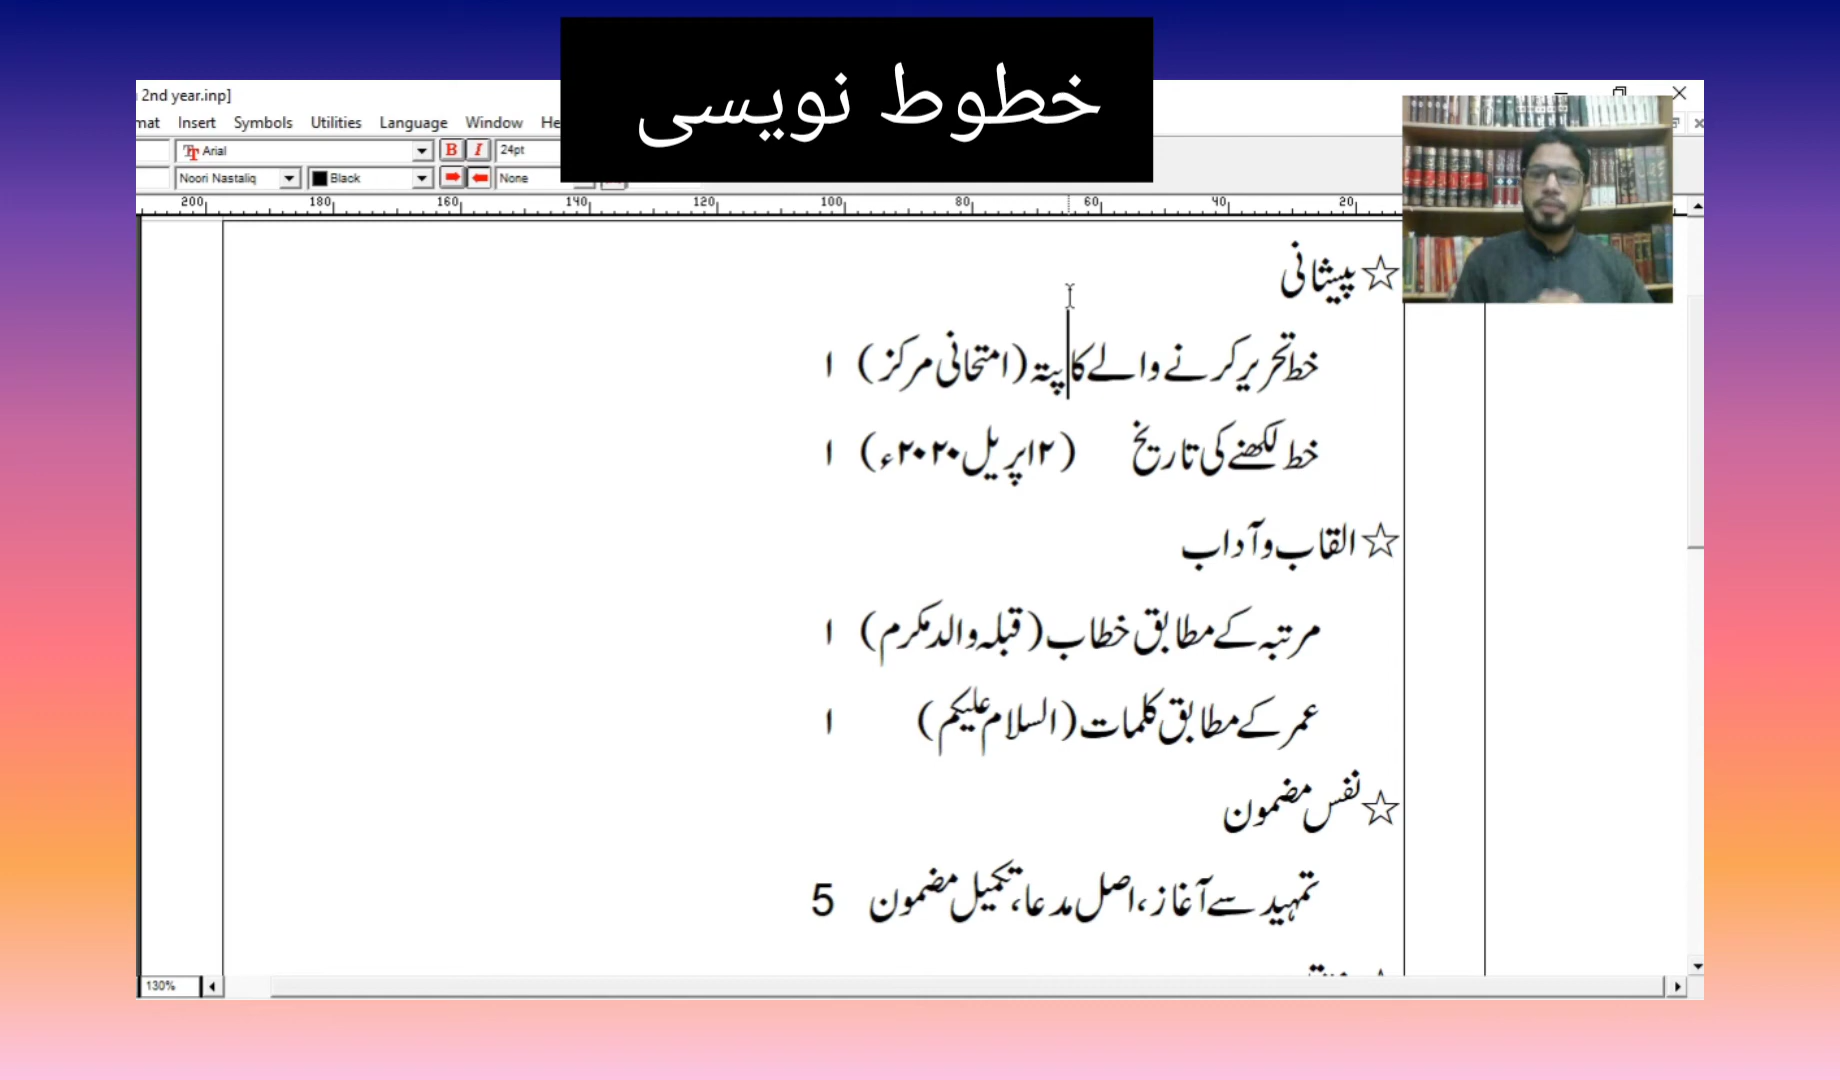 خطوط نویسی
2nd year.inp]
mat Insert Symbols Utilities Language Window He
Arial B I 24pt
Noori Nastaliq Black None
200 180 160 140 120 100 80 60 40 20
☆ پیشانی
خط تحریر کرنے والے کا پتہ (امتحانی مرکز) ۱
خط لکھنے کی تاریخ (۲اپریل۲۰۲۰ء) ۱
☆ القاب و آداب
مرتبہ کے مطابق خطاب (قبلہ والد مکرم) ۱
عمر کے مطابق کلمات (السلام علیکم) ۱
☆ نفس مضمون
تمہید سے آغاز، اصل مدعا، تکمیل مضمون 5
130%